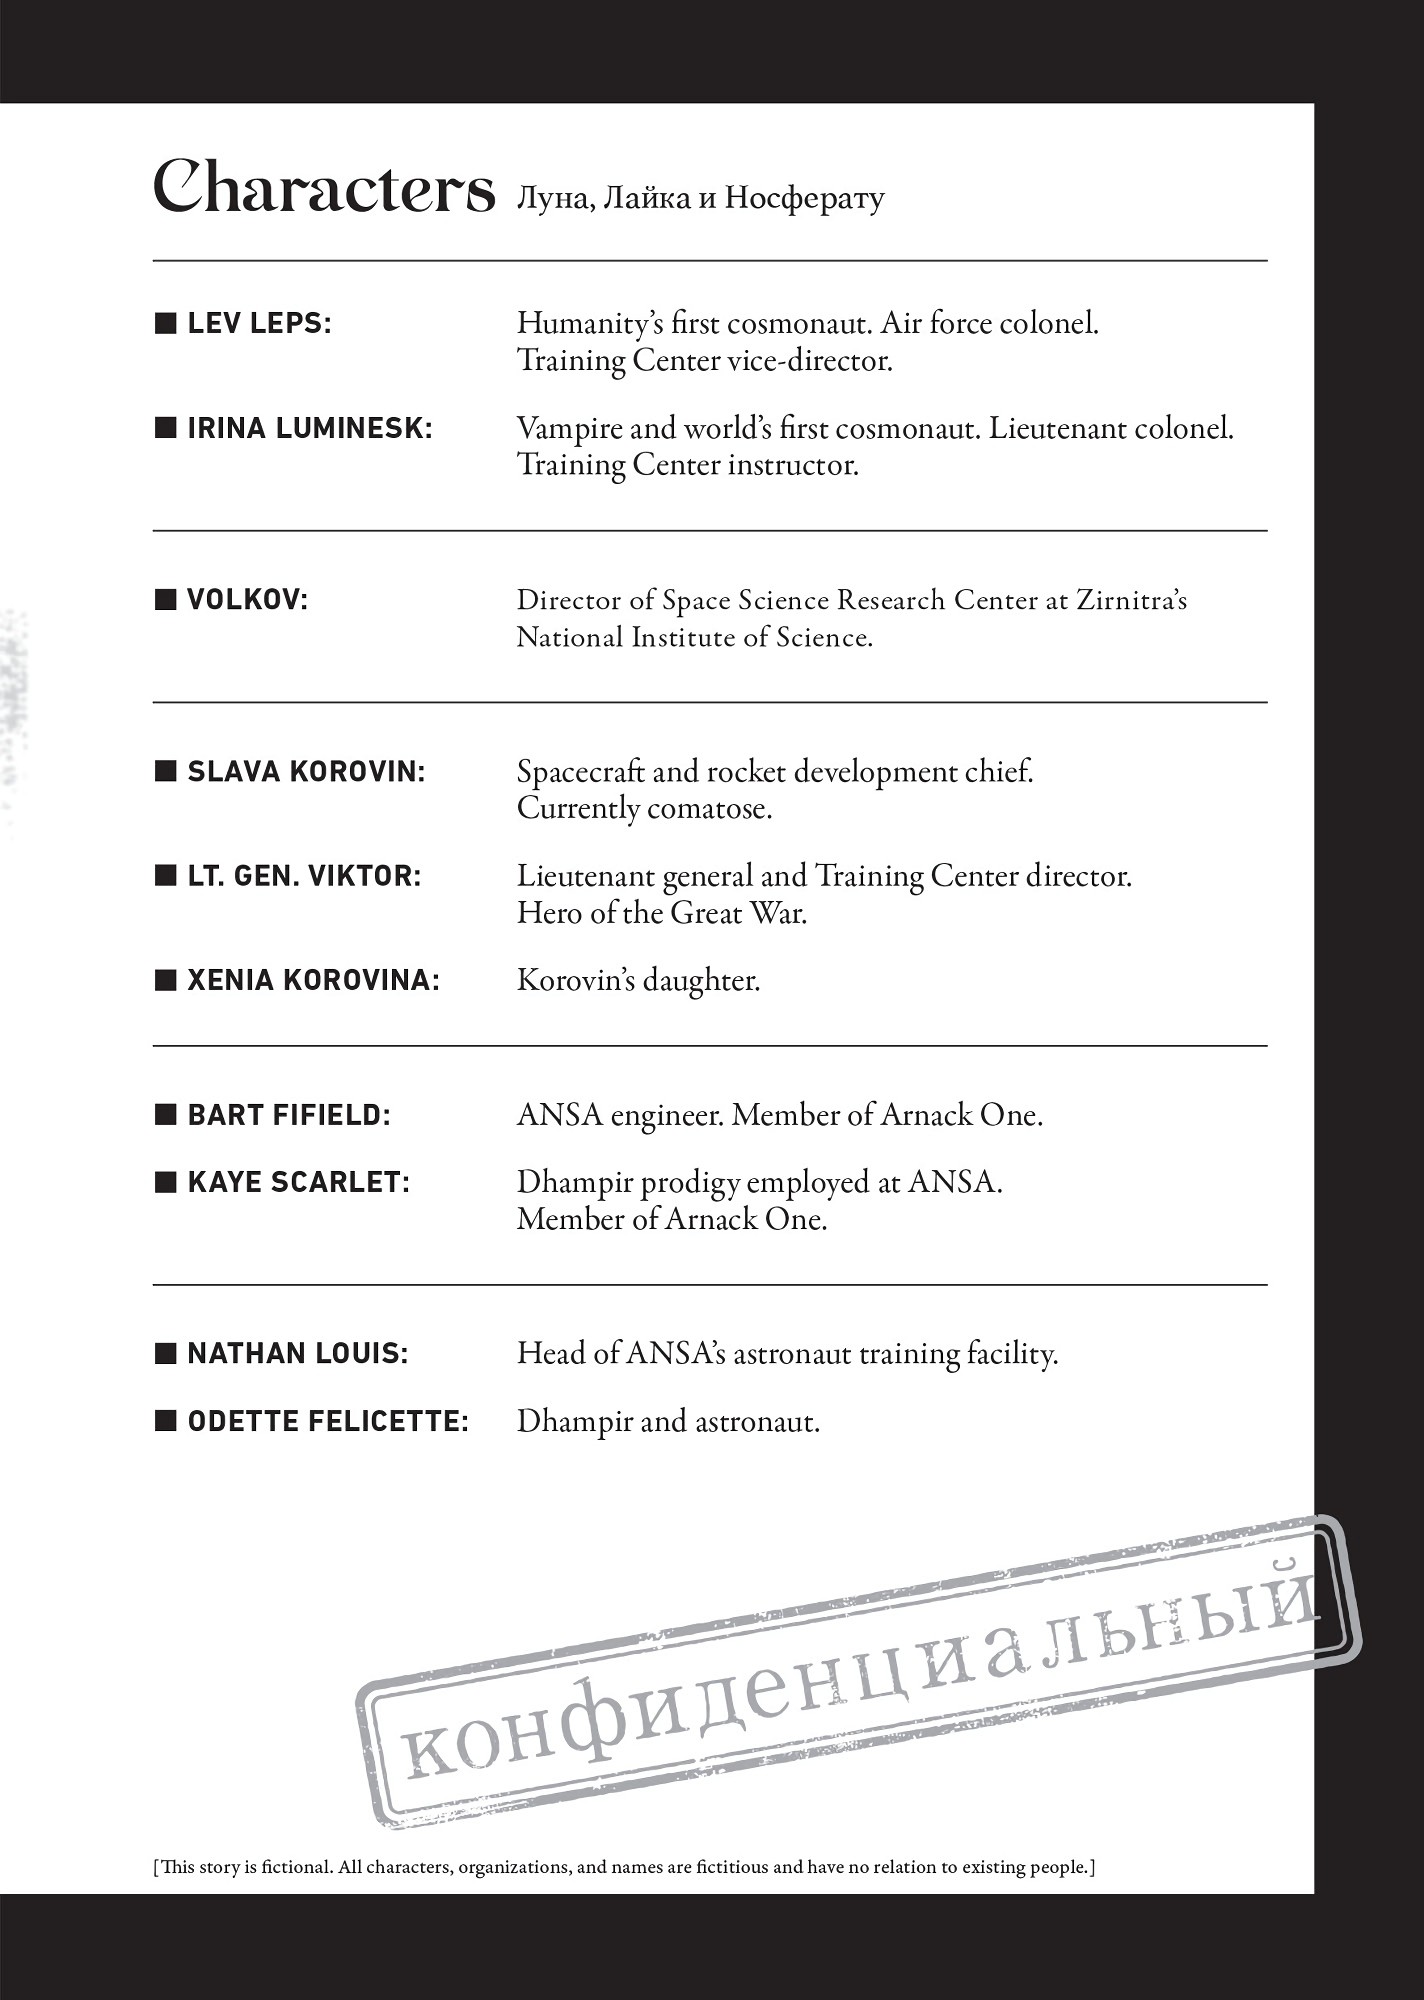 Characters Луна, Лайка и Носферату
■ LEV LEPS: Humanity’s first cosmonaut. Air force colonel.
Training Center vice-director.
■ IRINA LUMINESK: Vampire and world’s first cosmonaut. Lieutenant colonel.
Training Center instructor.
■ VOLKOV: Director of Space Science Research Center at Zirnitra’s
National Institute of Science.
■ SLAVA KOROVIN: Spacecraft and rocket development chief.
Currently comatose.
■ LT. GEN. VIKTOR: Lieutenant general and Training Center director.
Hero of the Great War.
■ XENIA KOROVINA: Korovin’s daughter.
■ BART FIFIELD: ANSA engineer. Member of Arnack One.
■ KAYE SCARLET: Dhampir prodigy employed at ANSA.
Member of Arnack One.
■ NATHAN LOUIS: Head of ANSA’s astronaut training facility.
■ ODETTE FELICETTE: Dhampir and astronaut.
конфиденциальный
[This story is fictional. All characters, organizations, and names are fictitious and have no relation to existing people.]